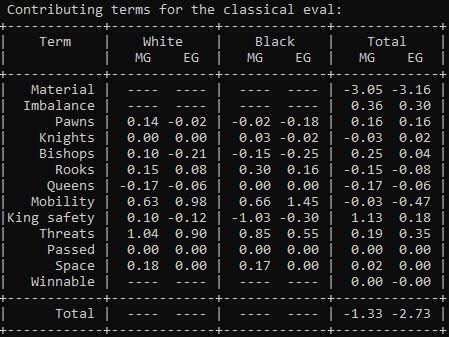 Contributing terms for the classical eval:
+------------+-------------+-------------+-------------+
|    Term    |    White    |    Black    |    Total    |
|            |   MG    EG  |   MG    EG  |   MG    EG  |
+------------+-------------+-------------+-------------+
|   Material |  ----  ---- |  ----  ---- | -3.05 -3.16 |
|  Imbalance |  ----  ---- |  ----  ---- |  0.36  0.30 |
|      Pawns |  0.14 -0.02 | -0.02 -0.18 |  0.16  0.16 |
|    Knights |  0.00  0.00 |  0.03 -0.02 | -0.03  0.02 |
|    Bishops |  0.10 -0.21 | -0.15 -0.25 |  0.25  0.04 |
|      Rooks |  0.15  0.08 |  0.30  0.16 | -0.15 -0.08 |
|     Queens | -0.17 -0.06 |  0.00  0.00 | -0.17 -0.06 |
|   Mobility |  0.63  0.98 |  0.66  1.45 | -0.03 -0.47 |
|King safety |  0.10 -0.12 | -1.03 -0.30 |  1.13  0.18 |
|    Threats |  1.04  0.90 |  0.85  0.55 |  0.19  0.35 |
|     Passed |  0.00  0.00 |  0.00  0.00 |  0.00  0.00 |
|      Space |  0.18  0.00 |  0.17  0.00 |  0.02  0.00 |
|   Winnable |  ----  ---- |  ----  ---- |  0.00 -0.00 |
+------------+-------------+-------------+-------------+
|      Total |  ----  ---- |  ----  ---- | -1.33 -2.73 |
+------------+-------------+-------------+-------------+